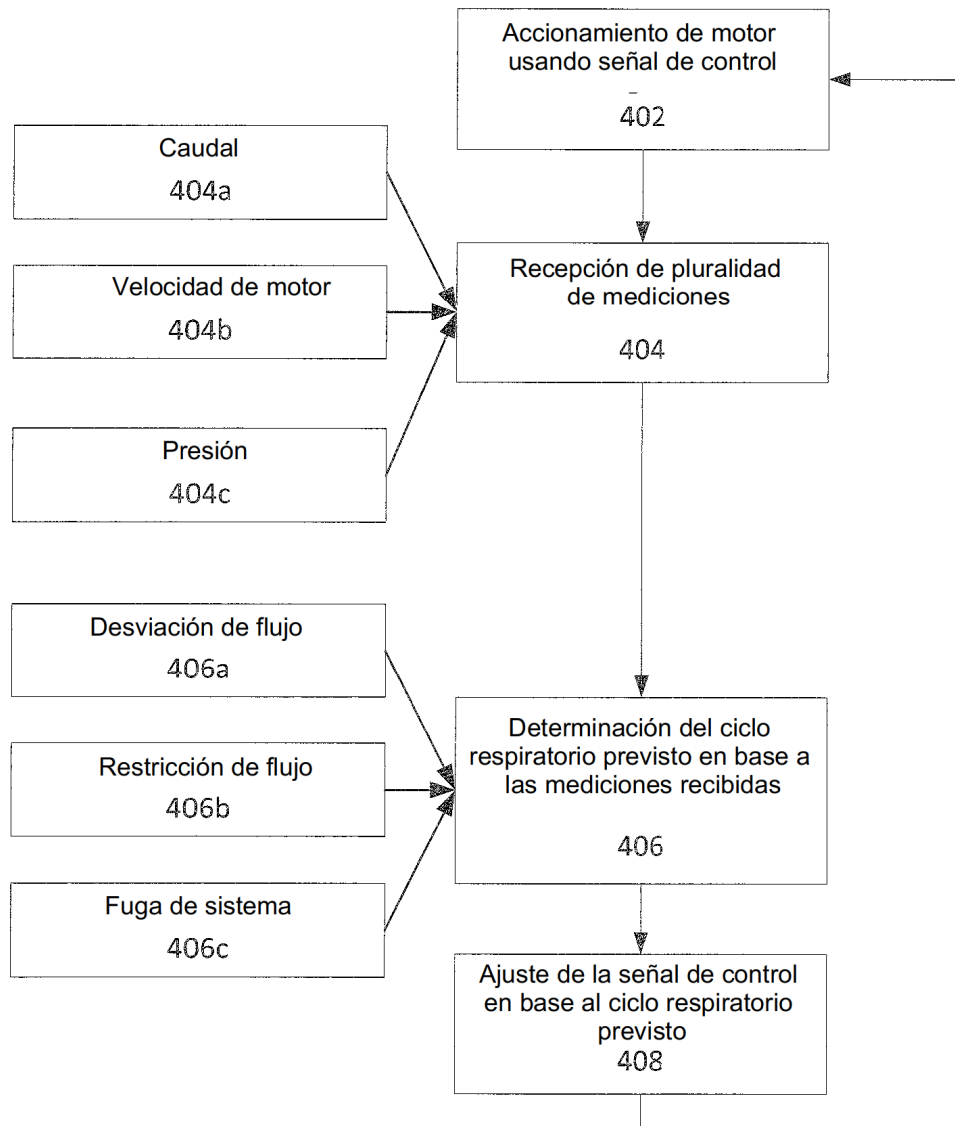 Accionamiento de motor
usando señal de control
402
Caudal
404a
Velocidad de motor
404b
Presión
404c
Recepción de pluralidad
de mediciones
404
Desviación de flujo
406a
Restricción de flujo
406b
Fuga de sistema
406c
Determinación del ciclo
respiratorio previsto en base a
las mediciones recibidas
406
Ajuste de la señal de control
en base al ciclo respiratorio
previsto
408